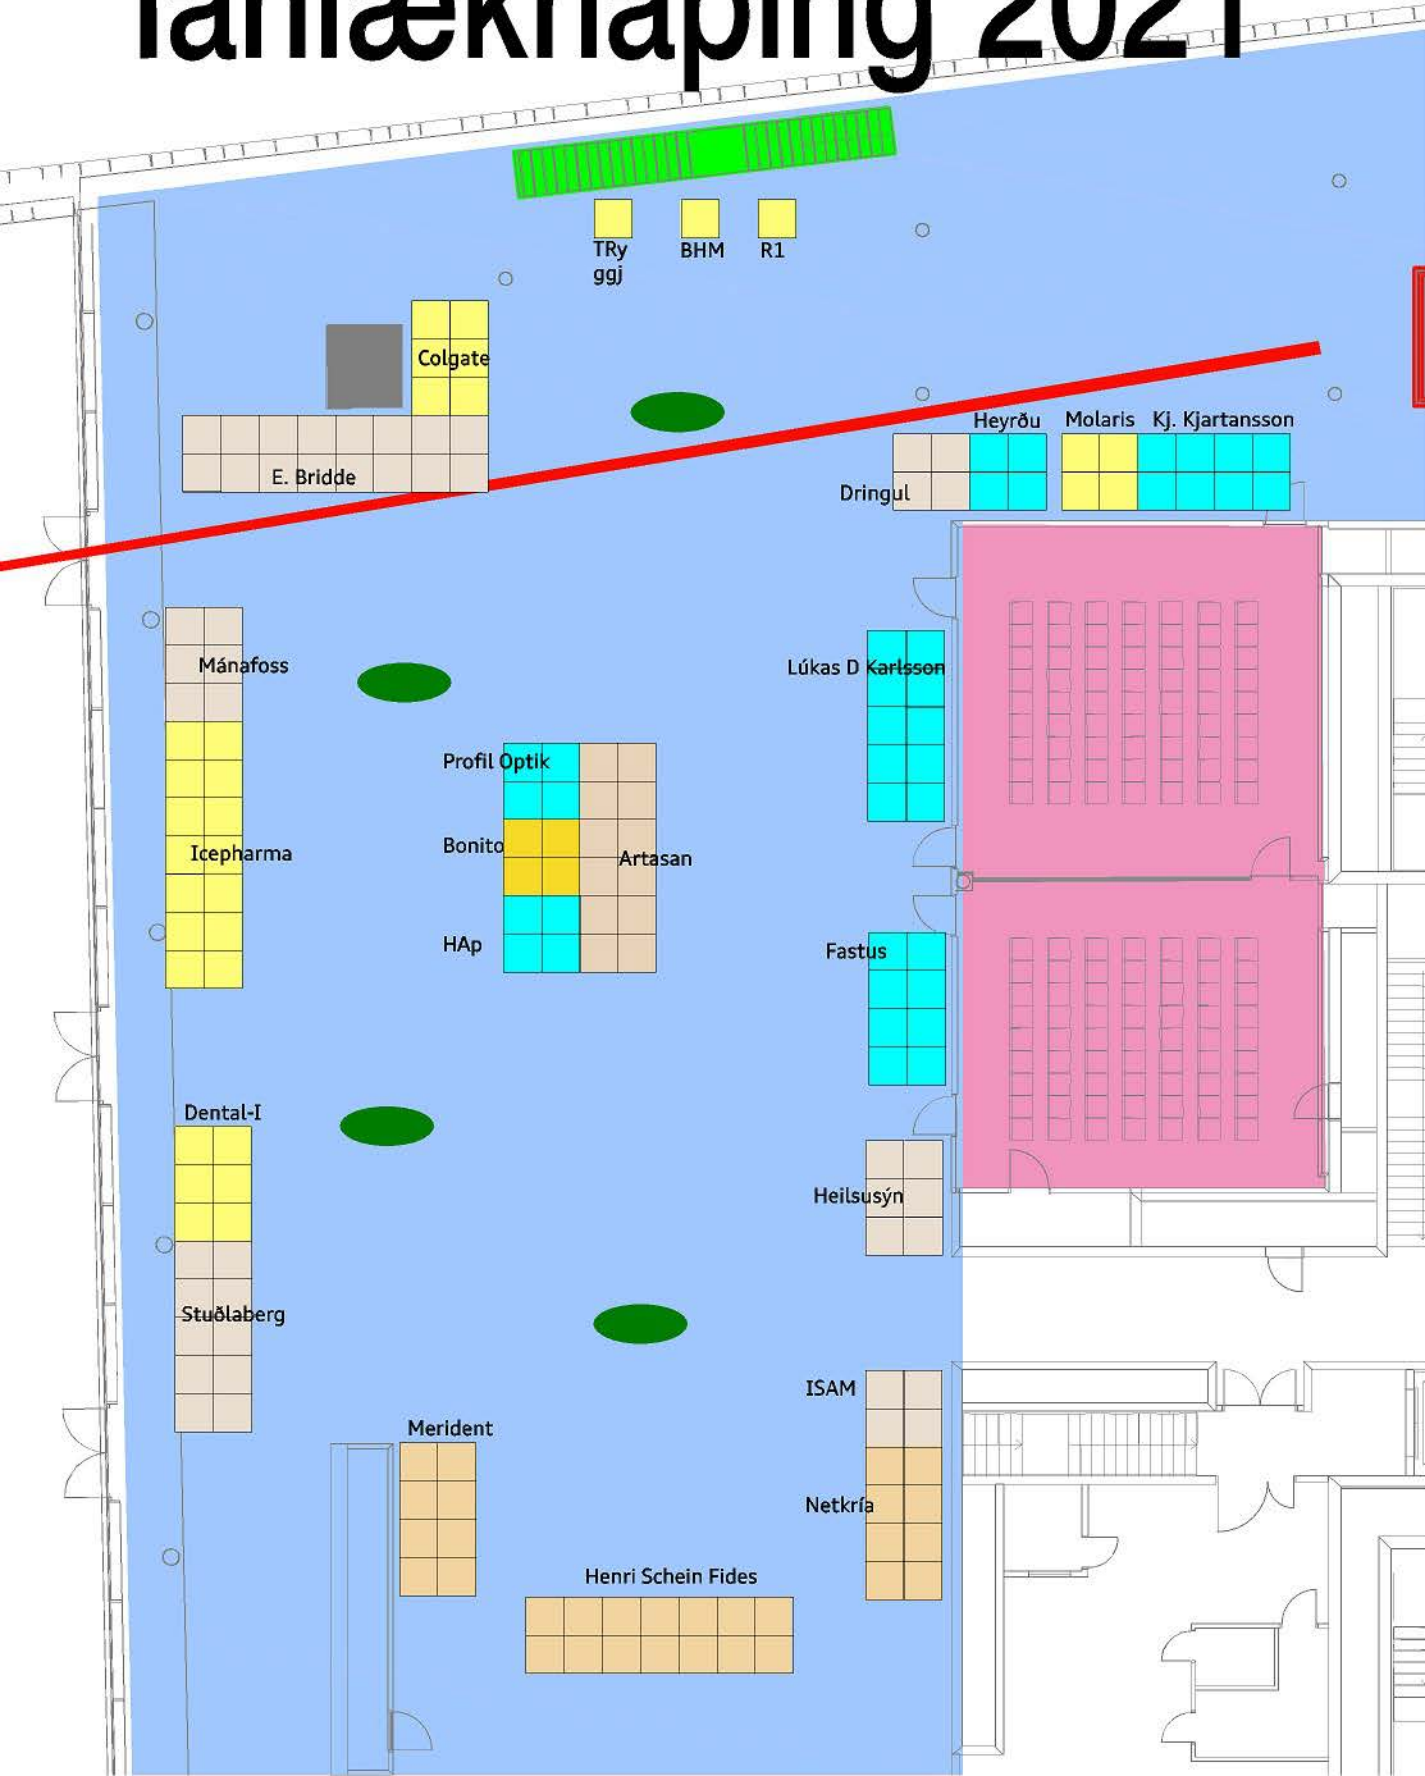 Tanlæknaþing 2021
TRy
ggj
BHM
R1
Colgate
E. Bridde
Heyrðu
Molaris
Kj. Kjartansson
Dringul
Mánafoss
Lúkas D Karlsson
Profil Optik
Bonito
Artasan
Icepharma
HAp
Fastus
Dental-I
Heilsusýn
Stuðlaberg
ISAM
Merident
Netkría
Henri Schein Fides